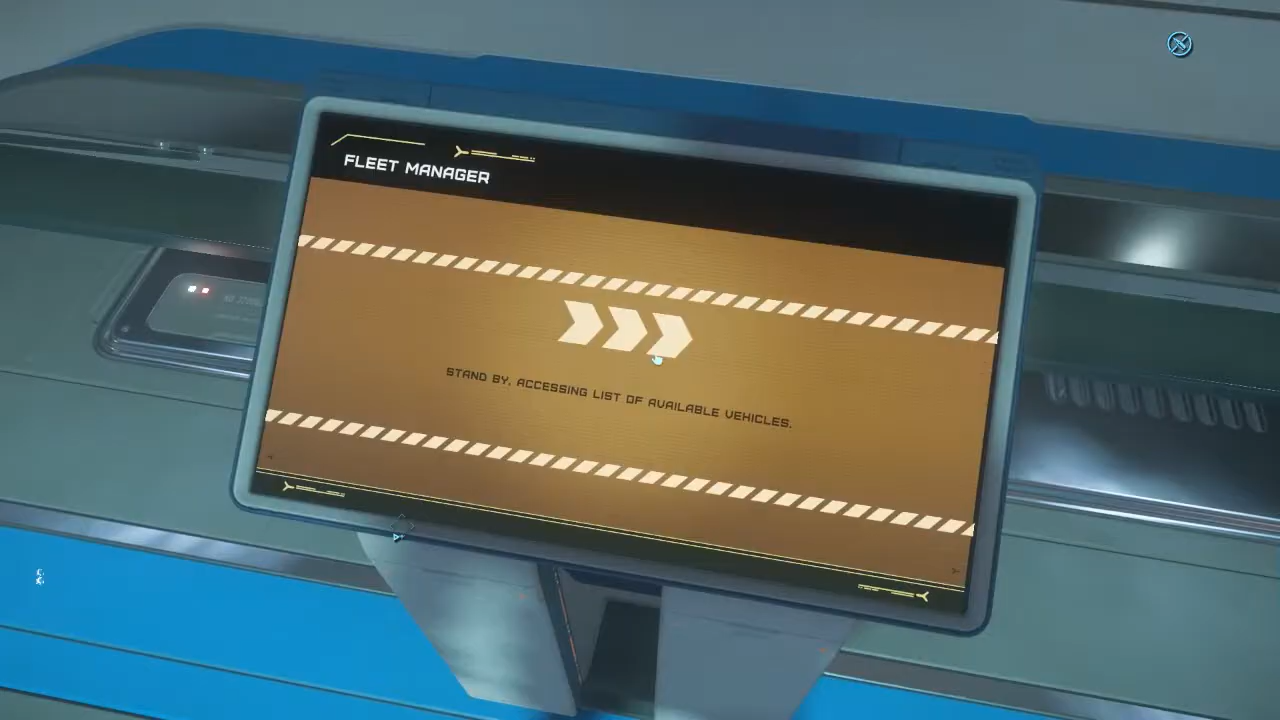 FLEET MANAGER
STAND BY, ACCESSING LIST OF AVAILABLE VEHICLES.